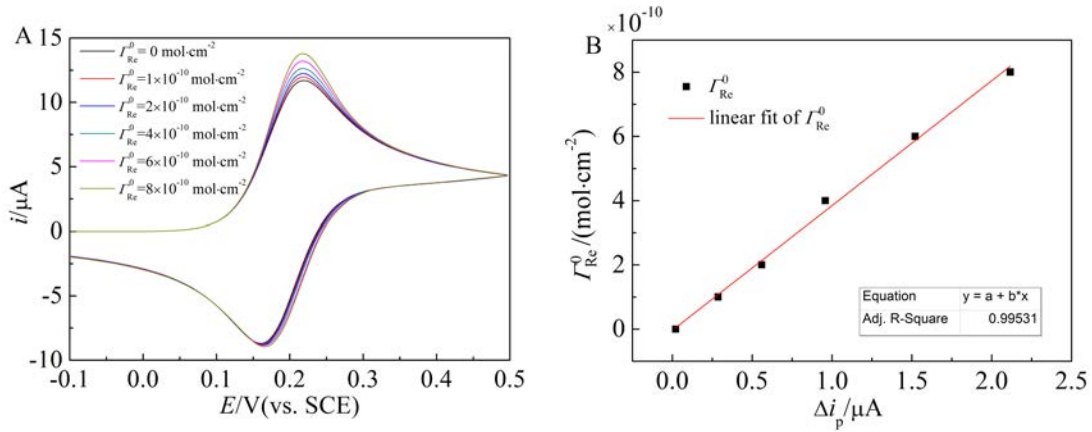 A
15
10
5
0
-5
-10
i/μA
Γ⁰Re = 0 mol·cm⁻²
Γ⁰Re =1×10⁻¹⁰ mol·cm⁻²
Γ⁰Re =2×10⁻¹⁰ mol·cm⁻²
Γ⁰Re =4×10⁻¹⁰ mol·cm⁻²
Γ⁰Re =6×10⁻¹⁰ mol·cm⁻²
Γ⁰Re =8×10⁻¹⁰ mol·cm⁻²
-0.1 0.0 0.1 0.2 0.3 0.4 0.5
E/V(vs. SCE)
B
×10⁻¹⁰
8
6
4
2
0
Γ⁰Re/(mol·cm⁻²)
Γ⁰Re
linear fit of Γ⁰Re
Equation y = a + b*x
Adj. R-Square 0.99531
0.0 0.5 1.0 1.5 2.0 2.5
Δip/μA